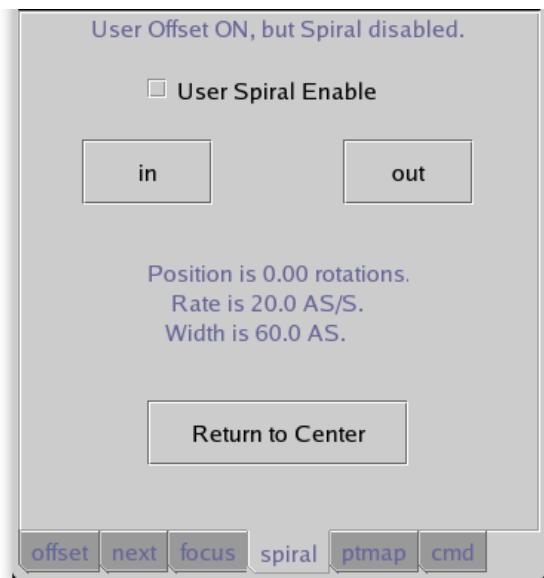 User Offset ON, but Spiral disabled.
User Spiral Enable
in out
Position is 0.00 rotations.
Rate is 20.0 AS/S.
Width is 60.0 AS.
Return to Center
offset next focus spiral ptmap cmd